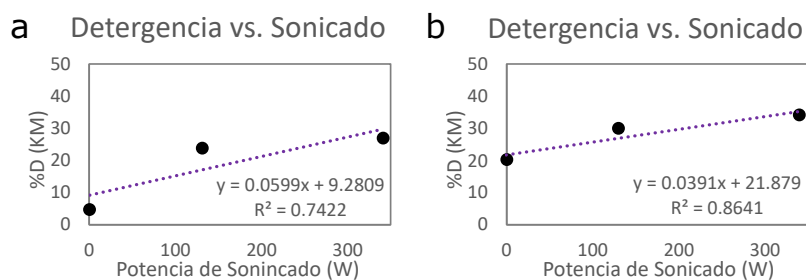 a
Detergencia vs. Sonicado
%D (KM)
50
40
30
20
10
0
y = 0.0599x + 9.2809
R² = 0.7422
0 100 200 300
Potencia de Sonincado (W)
b
Detergencia vs. Sonicado
%D (KM)
50
40
30
20
10
0
y = 0.0391x + 21.879
R² = 0.8641
0 100 200 300
Potencia de Sonicado (W)